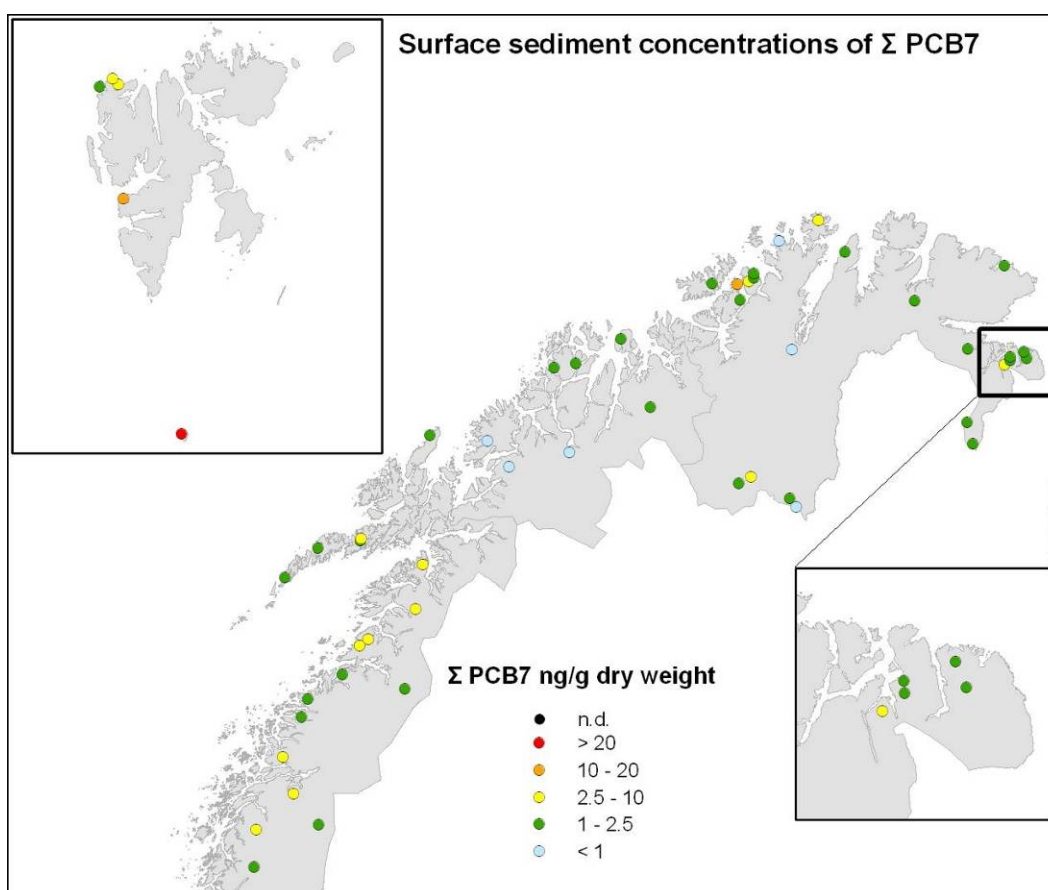 Surface sediment concentrations of Σ PCB7
Σ PCB7 ng/g dry weight
n.d.
> 20
10 - 20
2.5 - 10
1 - 2.5
< 1